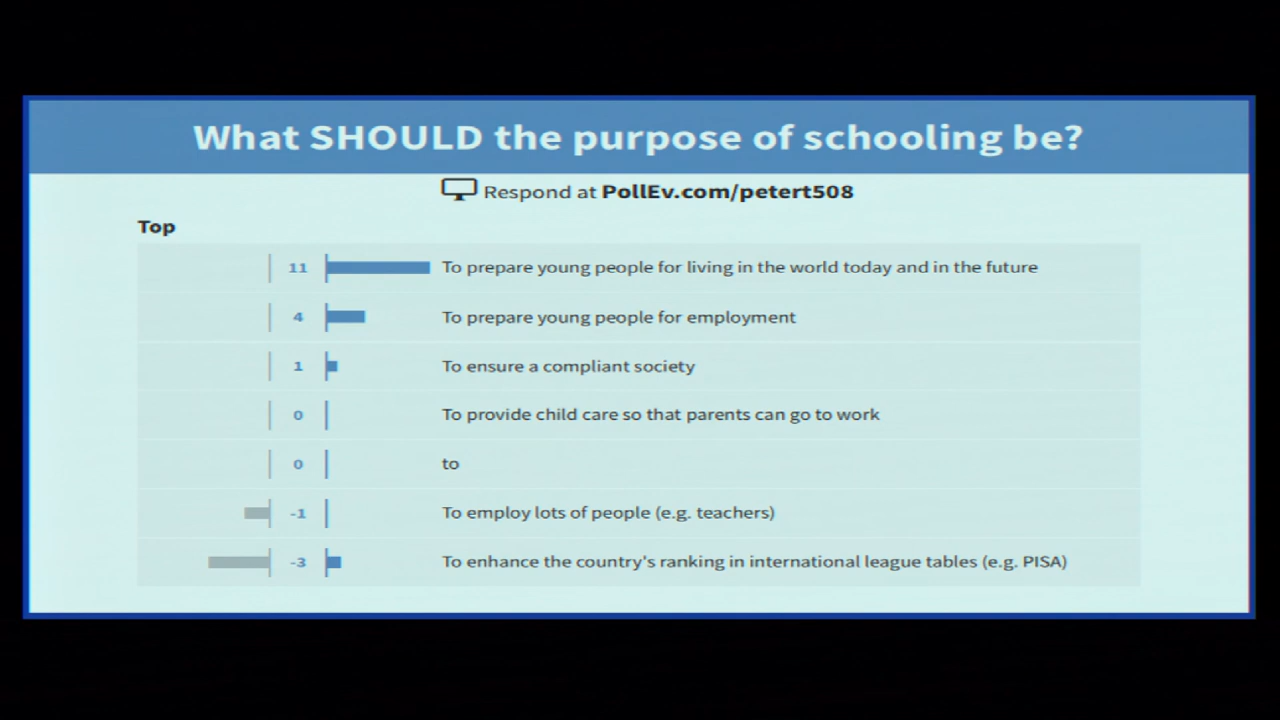 What SHOULD the purpose of schooling be?
Respond at PollEv.com/petert508
Top
11 To prepare young people for living in the world today and in the future
4 To prepare young people for employment
1 To ensure a compliant society
0 To provide child care so that parents can go to work
0 to
-1 To employ lots of people (e.g. teachers)
-3 To enhance the country's ranking in international league tables (e.g. PISA)